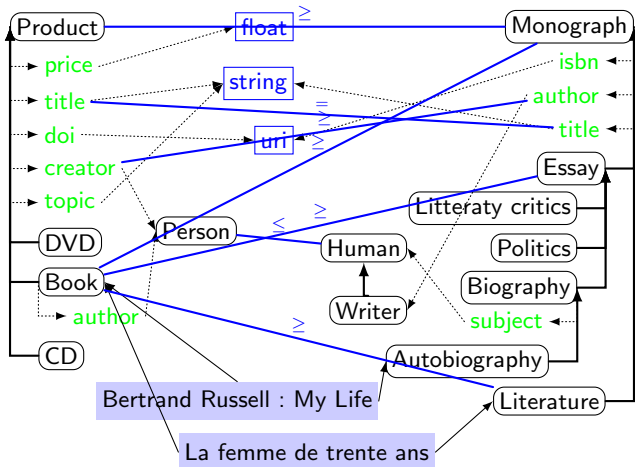 Product float ≥ Monograph
price isbn
title string author
= 
≥
doi uri ≥ title
creator Essay
topic ≥ Litteraty critics
DVD Person ≤ Human Politics
Book Biography
author Writer subject
≥
CD Autobiography
Bertrand Russell : My Life Literature
La femme de trente ans